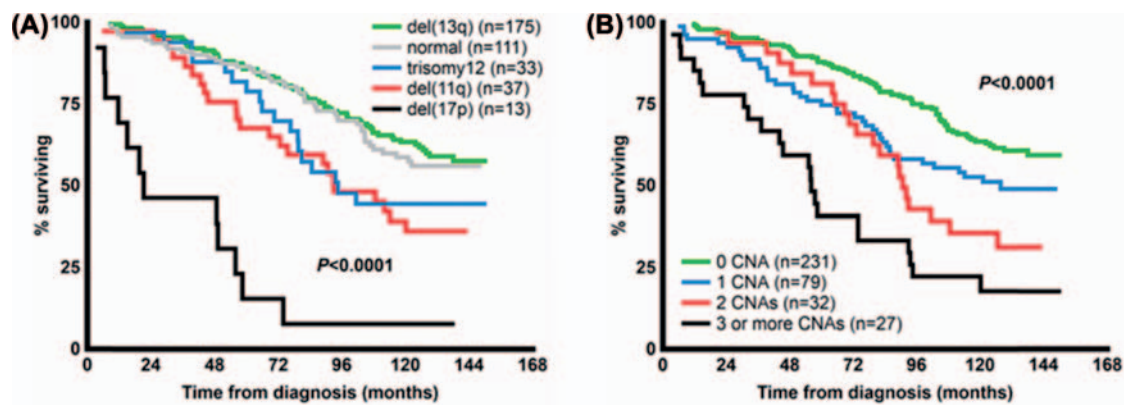 (A)
100
75
50
25
0
% surviving
del(13q) (n=175)
normal (n=111)
trisomy12 (n=33)
del(11q) (n=37)
del(17p) (n=13)
P<0.0001
0 24 48 72 96 120 144 168
Time from diagnosis (months)
(B)
100
75
50
25
0
% surviving
P<0.0001
0 CNA (n=231)
1 CNA (n=79)
2 CNAs (n=32)
3 or more CNAs (n=27)
0 24 48 72 96 120 144 168
Time from diagnosis (months)